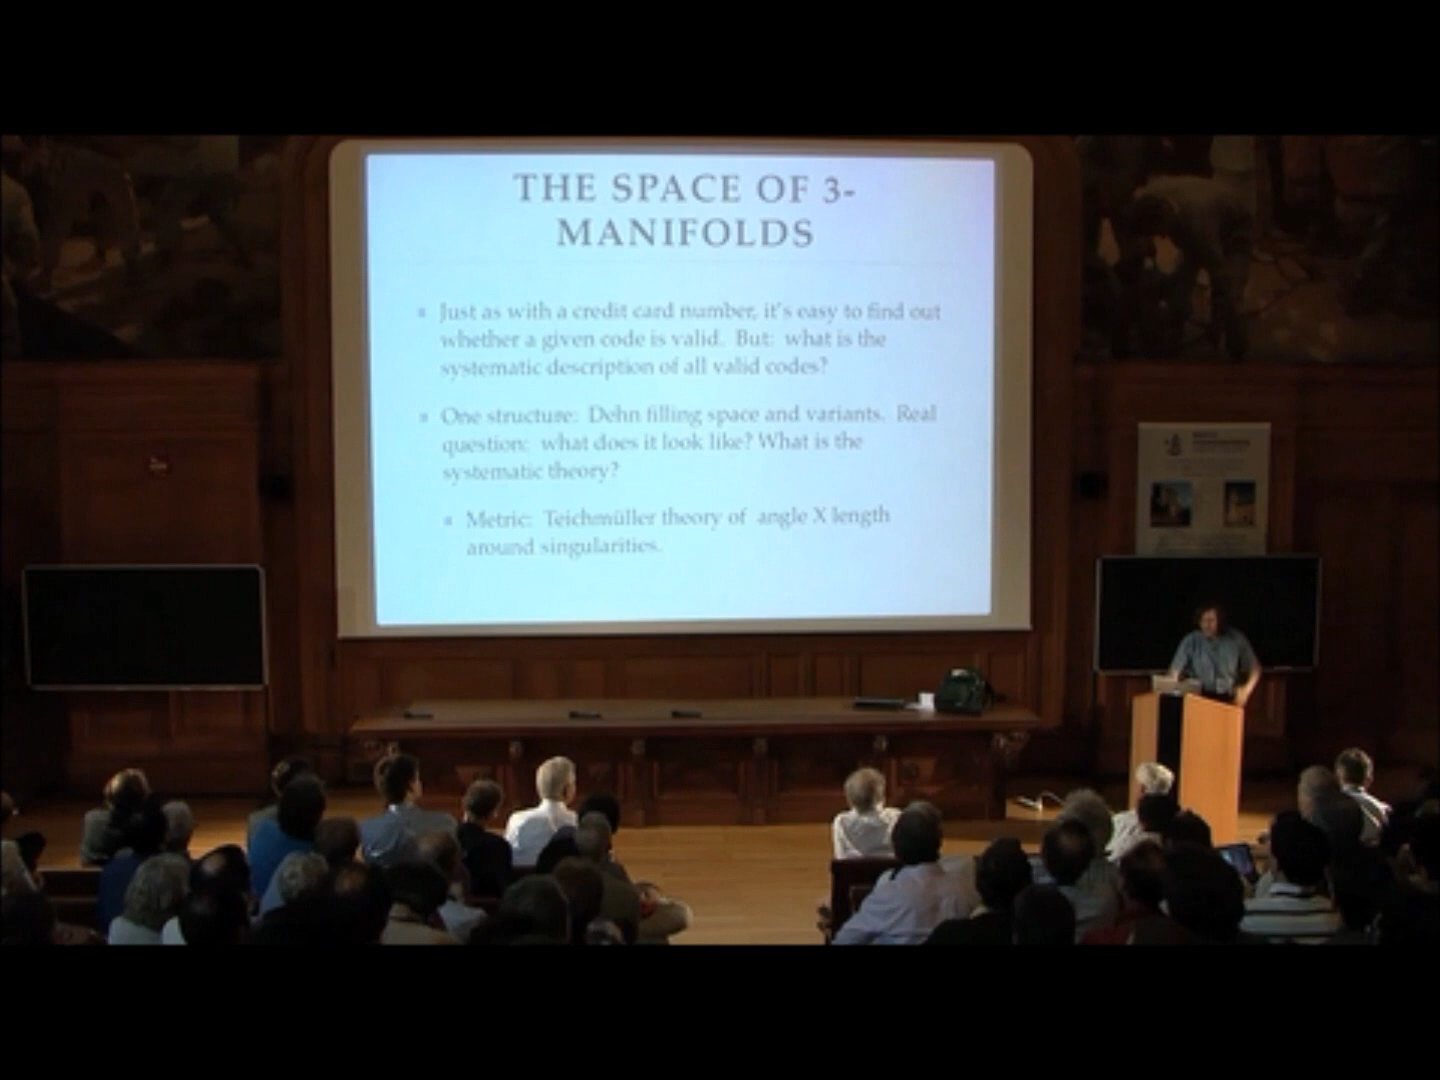 THE SPACE OF 3-
MANIFOLDS
Just as with a credit card number, it's easy to find out
whether a given code is valid. But: what is the
systematic description of all valid codes?
One structure: Dehn filling space and variants. Real
question: what does it look like? What is the
systematic theory?
Metric: Teichmüller theory of angle X length
around singularities.